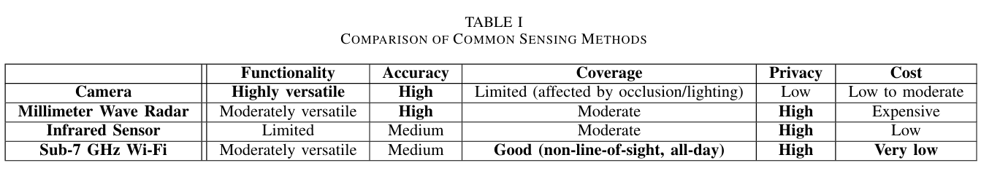 TABLE I
COMPARISON OF COMMON SENSING METHODS
Functionality Accuracy Coverage Privacy Cost
Camera Highly versatile High Limited (affected by occlusion/lighting) Low Low to moderate
Millimeter Wave Radar Moderately versatile High Moderate High Expensive
Infrared Sensor Limited Medium Moderate High Low
Sub-7 GHz Wi-Fi Moderately versatile Medium Good (non-line-of-sight, all-day) High Very low